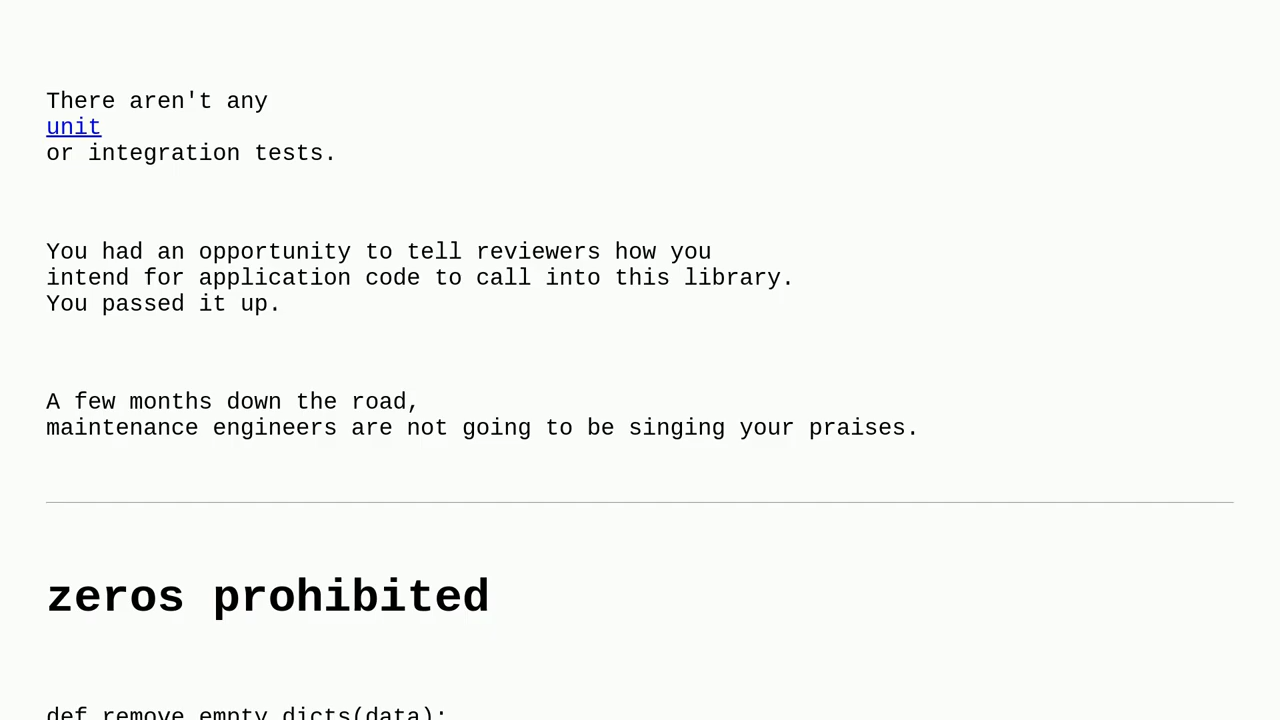 There aren't any
unit
or integration tests.
You had an opportunity to tell reviewers how you
intend for application code to call into this library.
You passed it up.
A few months down the road,
maintenance engineers are not going to be singing your praises.
zeros prohibited
def remove_empty_dicts(data):